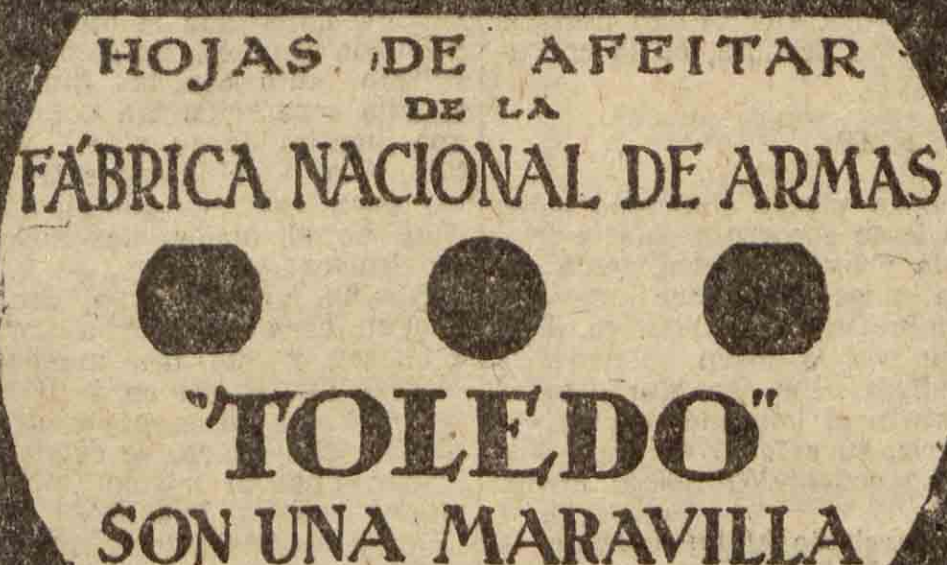 HOJAS DE AFEITAR
DE LA
FÁBRICA NACIONAL DE ARMAS
"TOLEDO"
SON UNA MARAVILLA